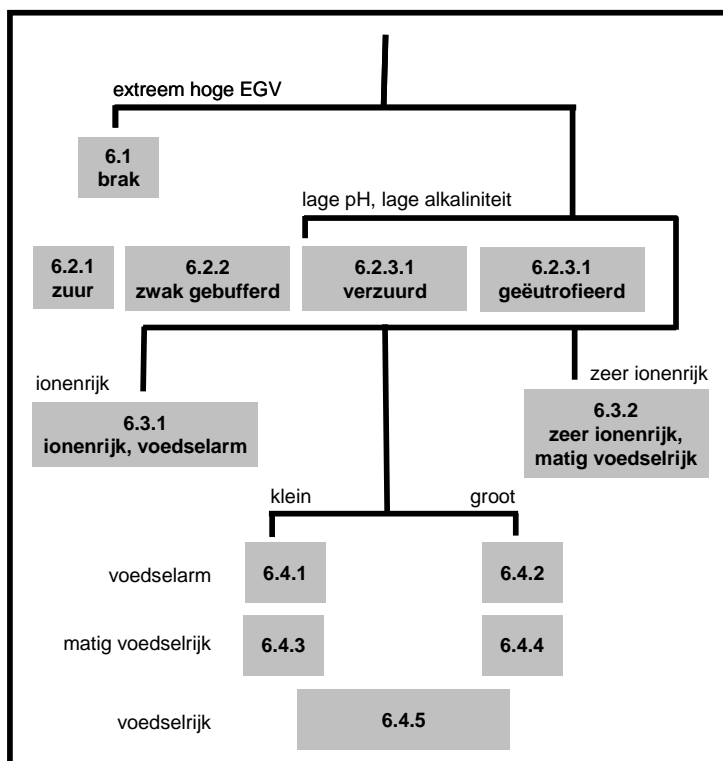 extreem hoge EGV
6.1
brak
lage pH, lage alkaliniteit
6.2.1
zuur
6.2.2
zwak gebufferd
6.2.3.1
verzuurd
6.2.3.1
geëutrofieerd
ionenrijk
zeer ionenrijk
6.3.1
ionenrijk, voedselarm
6.3.2
zeer ionenrijk,
matig voedselrijk
klein
groot
voedselarm
6.4.1
6.4.2
matig voedselrijk
6.4.3
6.4.4
voedselrijk
6.4.5